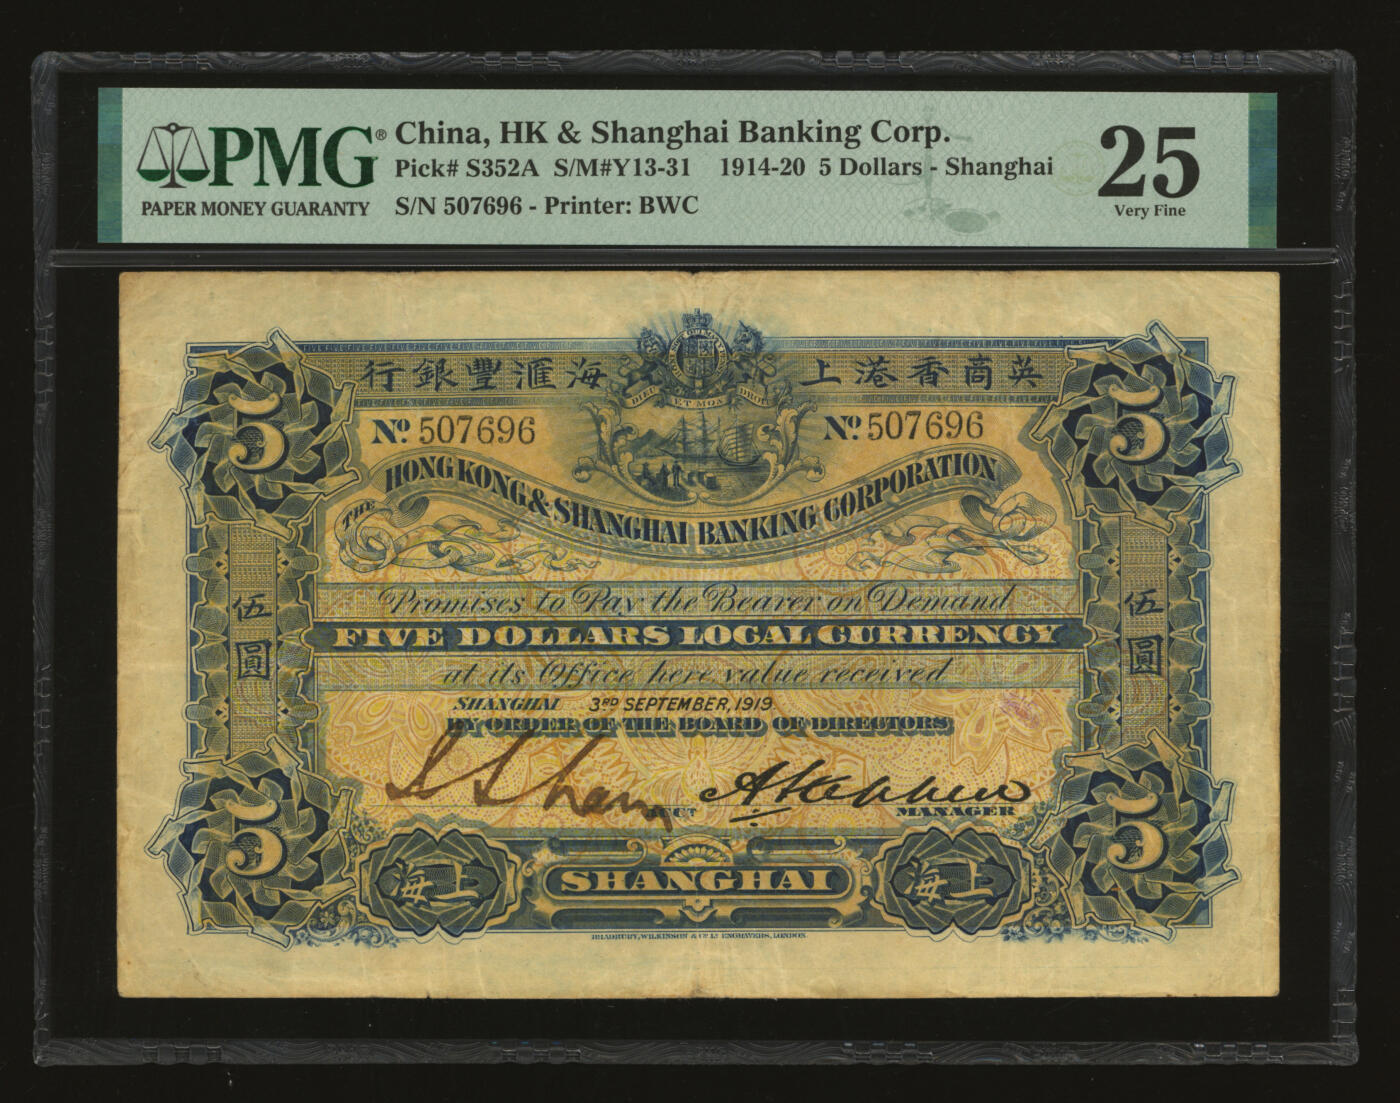 PMG® China, HK & Shanghai Banking Corp.
Pick# S352A S/M#Y13-31 1914-20 5 Dollars - Shanghai
PAPER MONEY GUARANTY S/N 507696 - Printer: BWC
25
Very Fine
行銀豐滙海 上港香商英
DIEU ET MON DROIT
5 5
No. 507696 No. 507696
THE HONG KONG & SHANGHAI BANKING CORPORATION
Promises to Pay the Bearer on Demand
伍圓 伍圓
FIVE DOLLARS LOCAL CURRENCY
at its Office here value received
SHANGHAI 3RD SEPTEMBER, 1919.
BY ORDER OF THE BOARD OF DIRECTORS
MANAGER
5 5
海上 SHANGHAI 海上
BRADBURY, WILKINSON & Co. Ld. ENGRAVERS, LONDON.